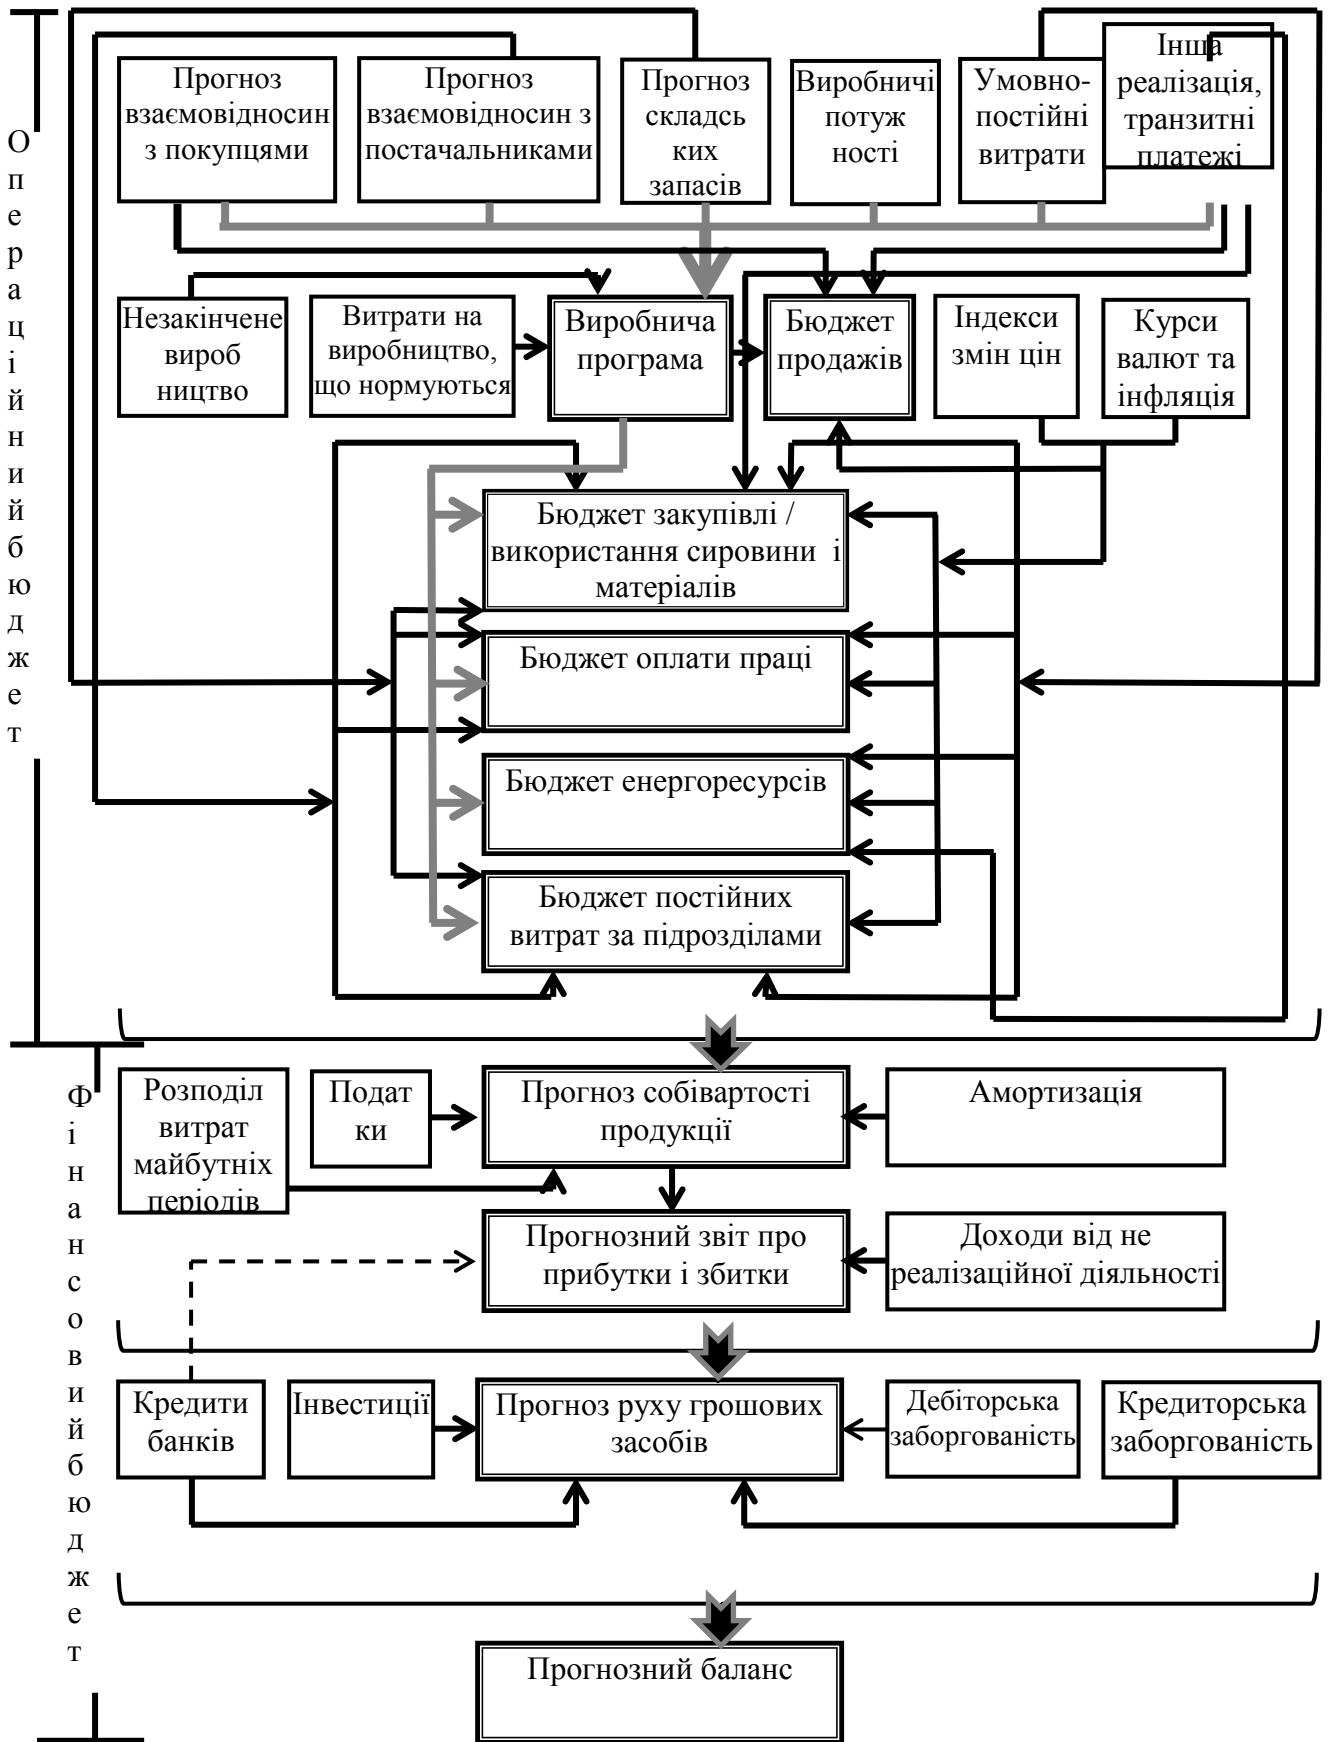 Операційний бюджет
Прогноз
взаємовідносин
з покупцями
Прогноз
взаємовідносин з
постачальниками
Прогноз
складсь
ких
запасів
Виробничі
потуж
ності
Умовно-
постійні
витрати
Інша
реалізація,
транзитні
платежі
Незакінчене
вироб
ництво
Витрати на
виробництво,
що нормуються
Виробнича
програма
Бюджет
продажів
Індекси
змін цін
Курси
валют та
інфляція
Бюджет закупівлі /
використання сировини і
матеріалів
Бюджет оплати праці
Бюджет енергоресурсів
Бюджет постійних
витрат за підрозділами
Фінансовий бюджет
Розподіл
витрат
майбутніх
періодів
Подат
ки
Прогноз собівартості
продукції
Амортизація
Прогнозний звіт про
прибутки і збитки
Доходи від не
реалізаційної діяльності
Кредити
банків
Інвестиції
Прогноз руху грошових
засобів
Дебіторська
заборгованість
Кредиторська
заборгованість
Прогнозний баланс